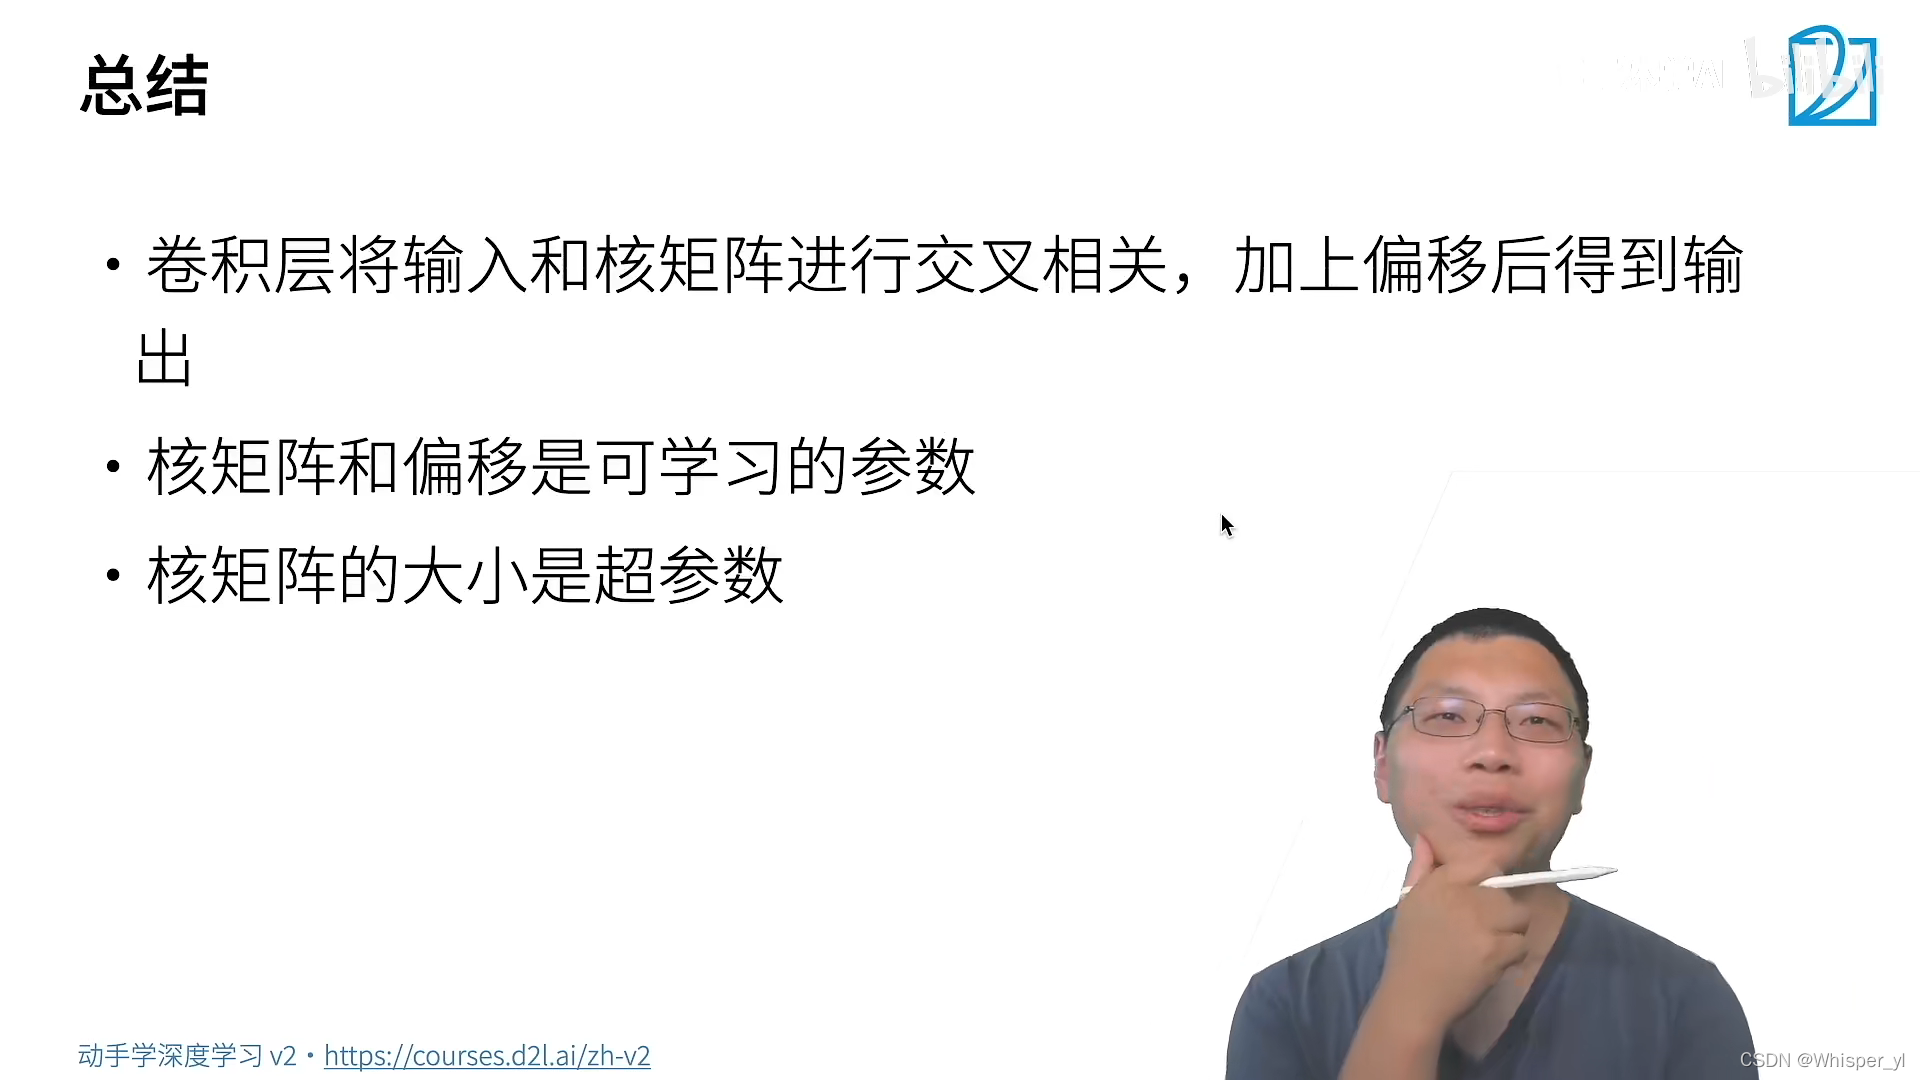 总结
bilibili
• 卷积层将输入和核矩阵进行交叉相关，加上偏移后得到输
出
• 核矩阵和偏移是可学习的参数
• 核矩阵的大小是超参数
动手学深度学习 v2 • https://courses.d2l.ai/zh-v2
CSDN @Whisper_yl